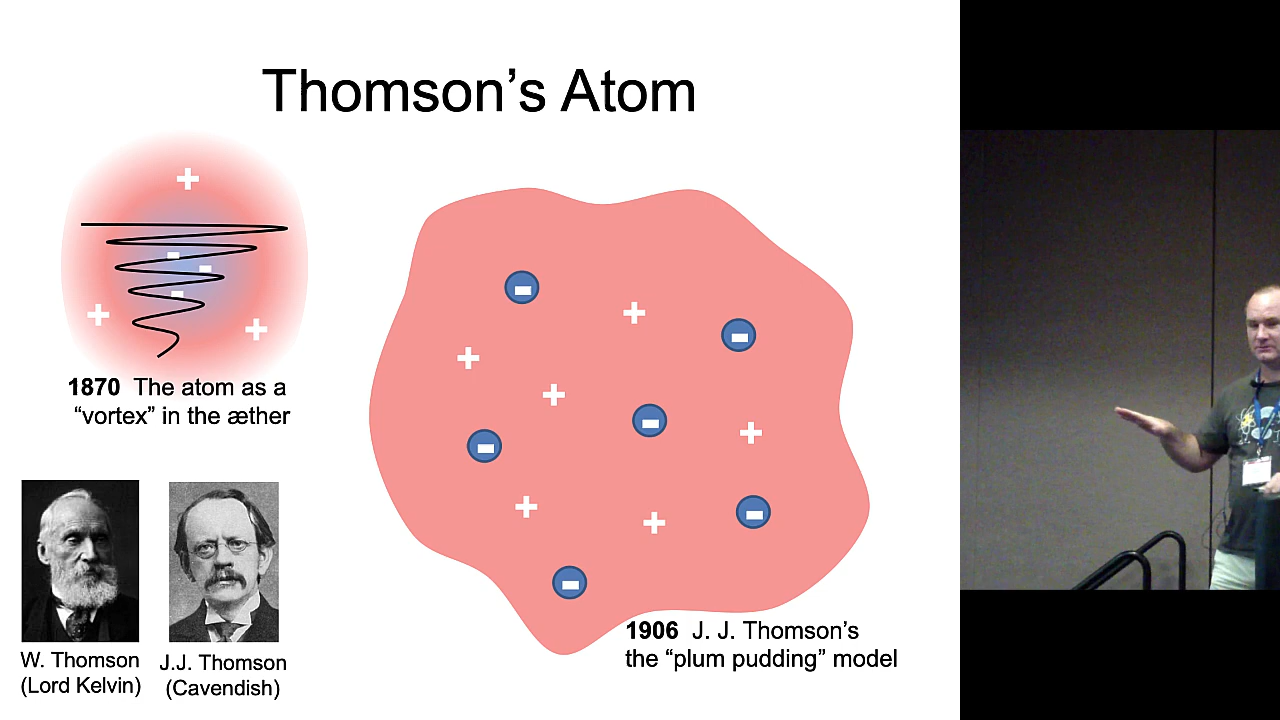 Thomson’s Atom
1870 The atom as a
“vortex” in the æther
W. Thomson
(Lord Kelvin)
J.J. Thomson
(Cavendish)
1906 J. J. Thomson’s
the “plum pudding” model